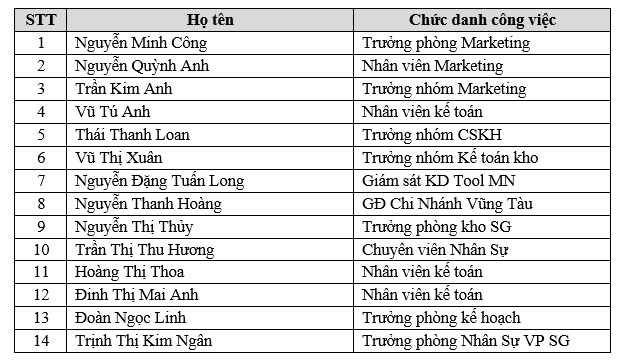 STT Họ tên Chức danh công việc
1 Nguyễn Minh Công Trưởng phòng Marketing
2 Nguyễn Quỳnh Anh Nhân viên Marketing
3 Trần Kim Anh Trưởng nhóm Marketing
4 Vũ Tú Anh Nhân viên kế toán
5 Thái Thanh Loan Trưởng nhóm CSKH
6 Vũ Thị Xuân Trưởng nhóm Kế toán kho
7 Nguyễn Đặng Tuấn Long Giám sát KD Tool MN
8 Nguyễn Thanh Hoàng GĐ Chi Nhánh Vũng Tàu
9 Nguyễn Thị Thủy Trưởng phòng kho SG
10 Trần Thị Thu Hương Chuyên viên Nhân Sự
11 Hoàng Thị Thoa Nhân viên kế toán
12 Đinh Thị Mai Anh Nhân viên kế toán
13 Đoàn Ngọc Linh Trưởng phòng kế hoạch
14 Trịnh Thị Kim Ngân Trưởng phòng Nhân Sự VP SG